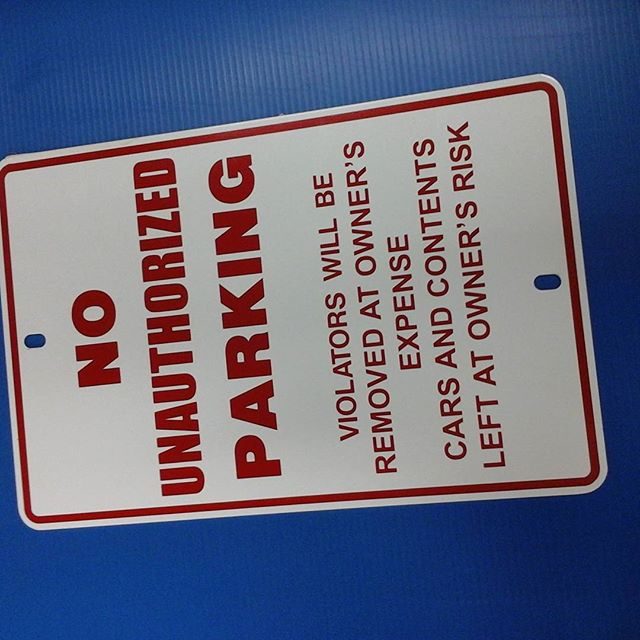 NO
UNAUTHORIZED
PARKING
VIOLATORS WILL BE
REMOVED AT OWNER'S
EXPENSE
CARS AND CONTENTS
LEFT AT OWNER'S RISK